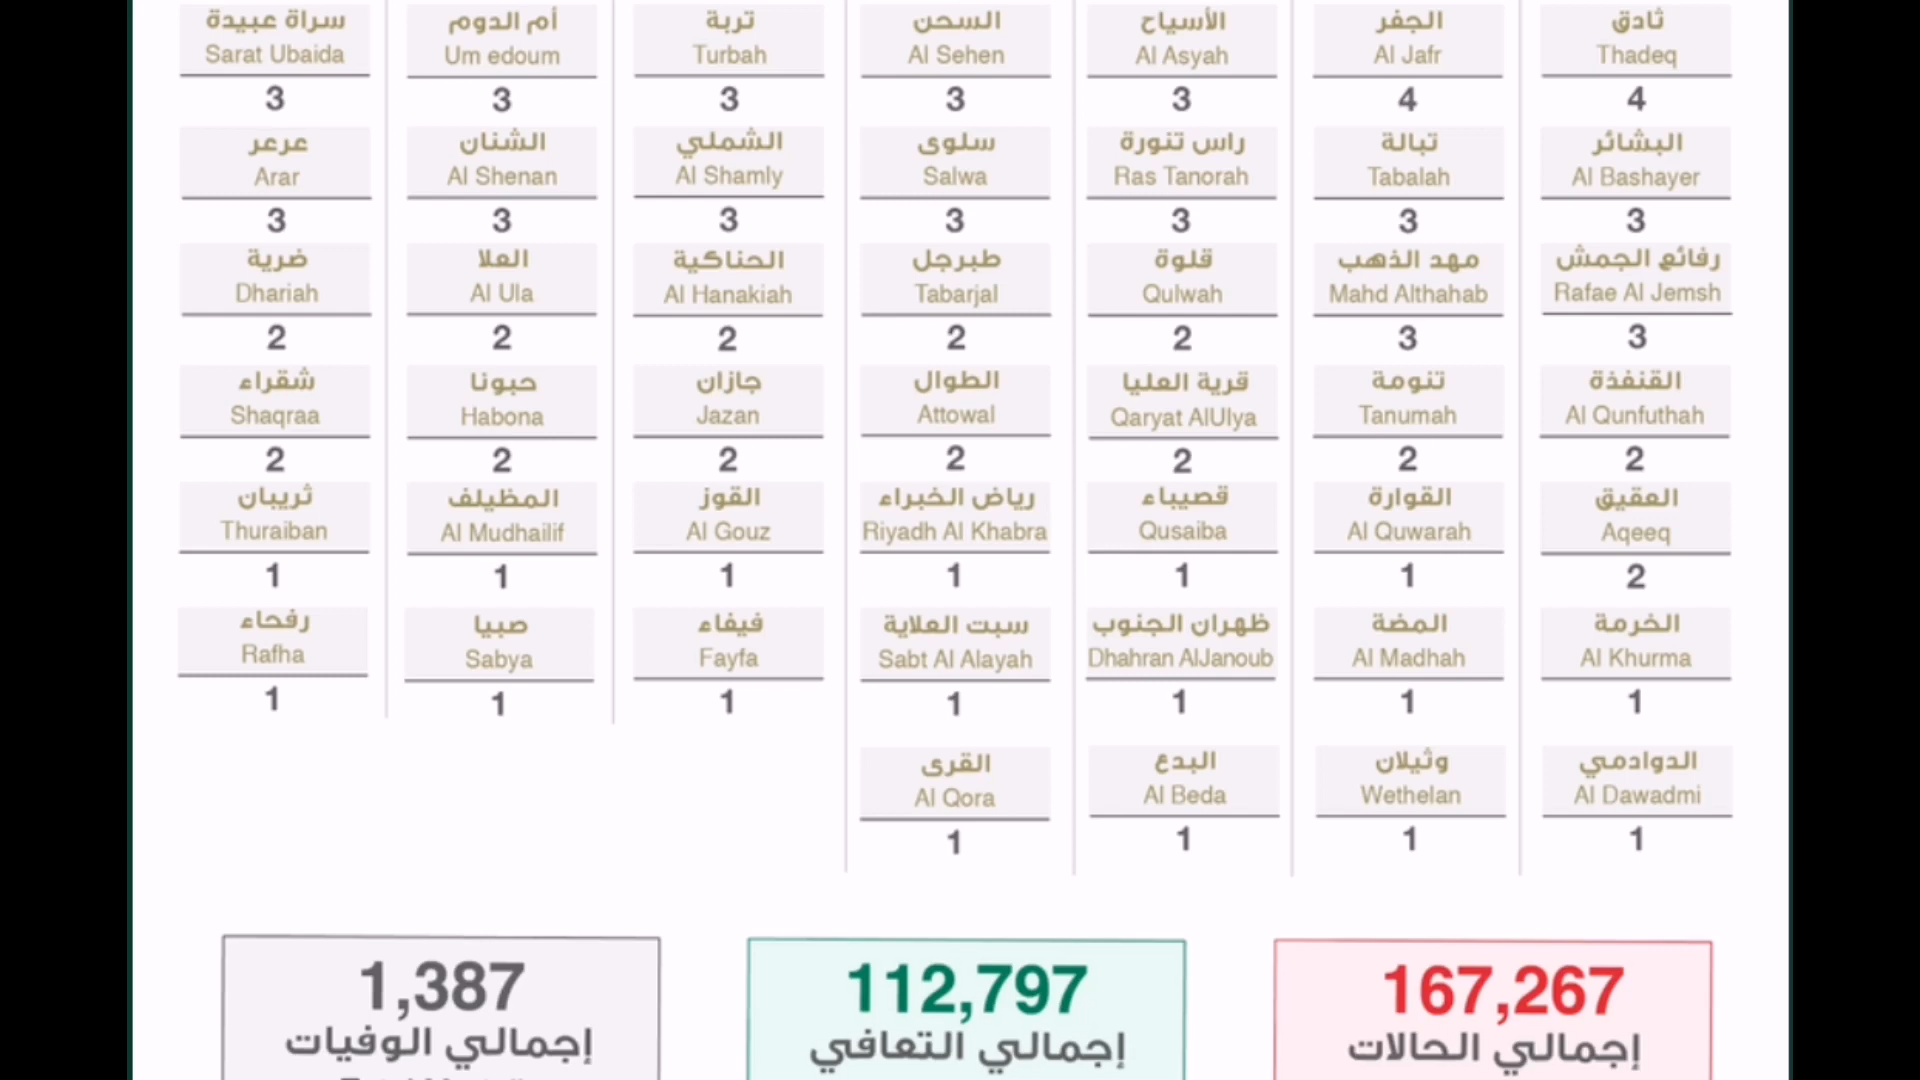 ثادق
Thadeq
4
الجفر
Al Jafr
4
الأسياح
Al Asyah
3
السحن
Al Sehen
3
تربة
Turbah
3
أم الدوم
Um edoum
3
سراة عبيدة
Sarat Ubaida
3
البشائر
Al Bashayer
3
تبالة
Tabalah
3
راس تنورة
Ras Tanorah
3
سلوى
Salwa
3
الشملي
Al Shamly
3
الشنان
Al Shenan
3
عرعر
Arar
3
رفائع الجمش
Rafae Al Jemsh
3
مهد الذهب
Mahd Althahab
3
قلوة
Qulwah
2
طبرجل
Tabarjal
2
الحناكية
Al Hanakiah
2
العلا
Al Ula
2
ضرية
Dhariah
2
القنفذة
Al Qunfuthah
2
تنومة
Tanumah
2
قرية العليا
Qaryat AlUlya
2
الطوال
Attowal
2
جازان
Jazan
2
حبونا
Habona
2
شقراء
Shaqraa
2
العقيق
Aqeeq
2
القوارة
Al Quwarah
1
قصيباء
Qusaiba
1
رياض الخبراء
Riyadh Al Khabra
1
القوز
Al Gouz
1
المظيلف
Al Mudhailif
1
ثريبان
Thuraiban
1
الخرمة
Al Khurma
1
المضة
Al Madhah
1
ظهران الجنوب
Dhahran AlJanoub
1
سبت العلاية
Sabt Al Alayah
1
فيفاء
Fayfa
1
صبيا
Sabya
1
رفحاء
Rafha
1
الدوادمي
Al Dawadmi
1
وثيلان
Wethelan
1
البدع
Al Beda
1
القرى
Al Qora
1
167,267
إجمالي الحالات
112,797
إجمالي التعافي
1,387
إجمالي الوفيات